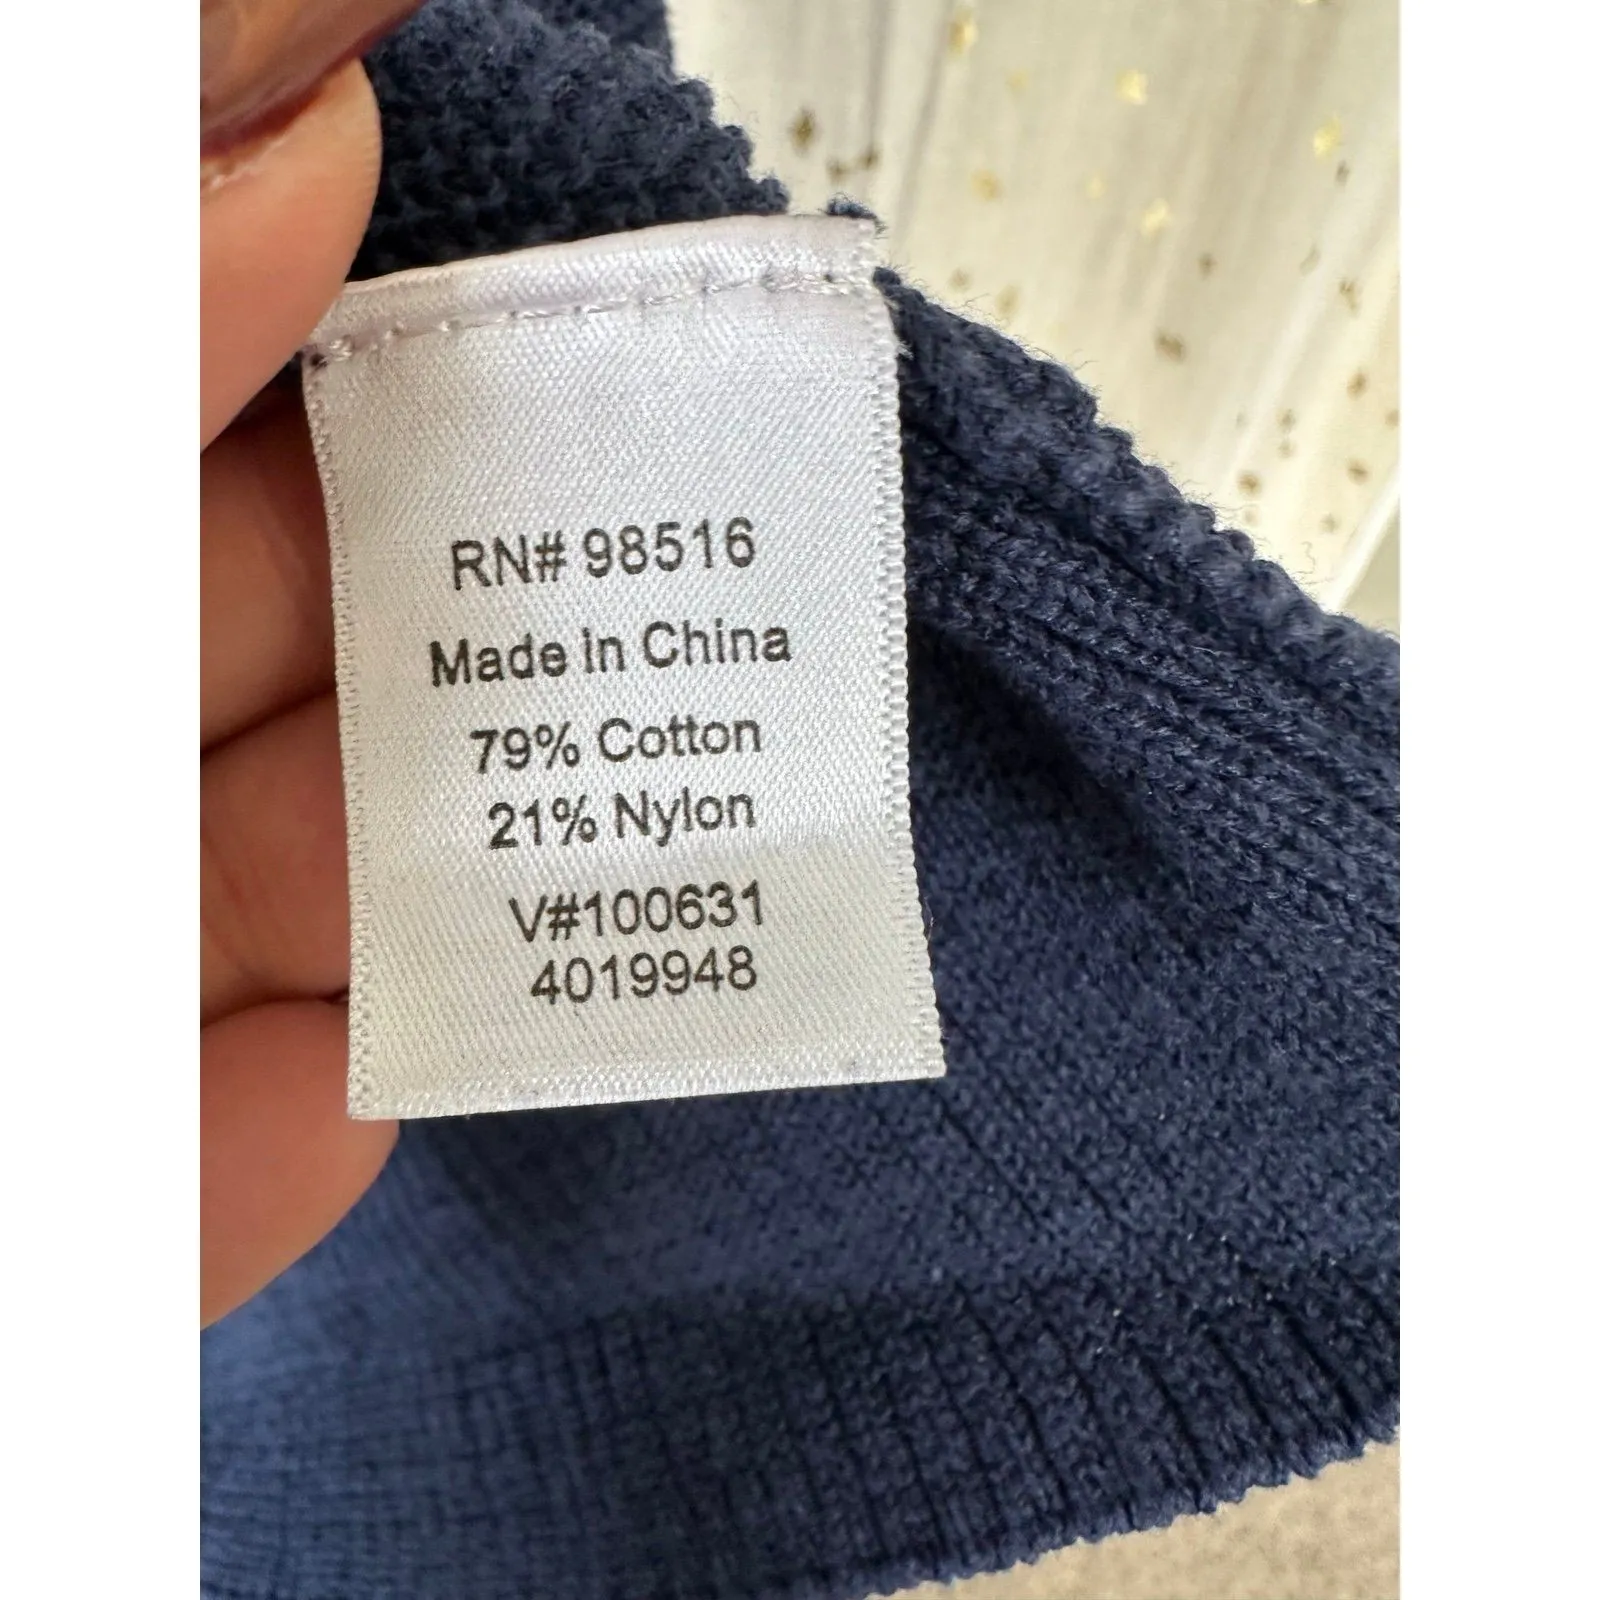 RN# 98516
Made In China
79% Cotton
21% Nylon
V#100631
4019948